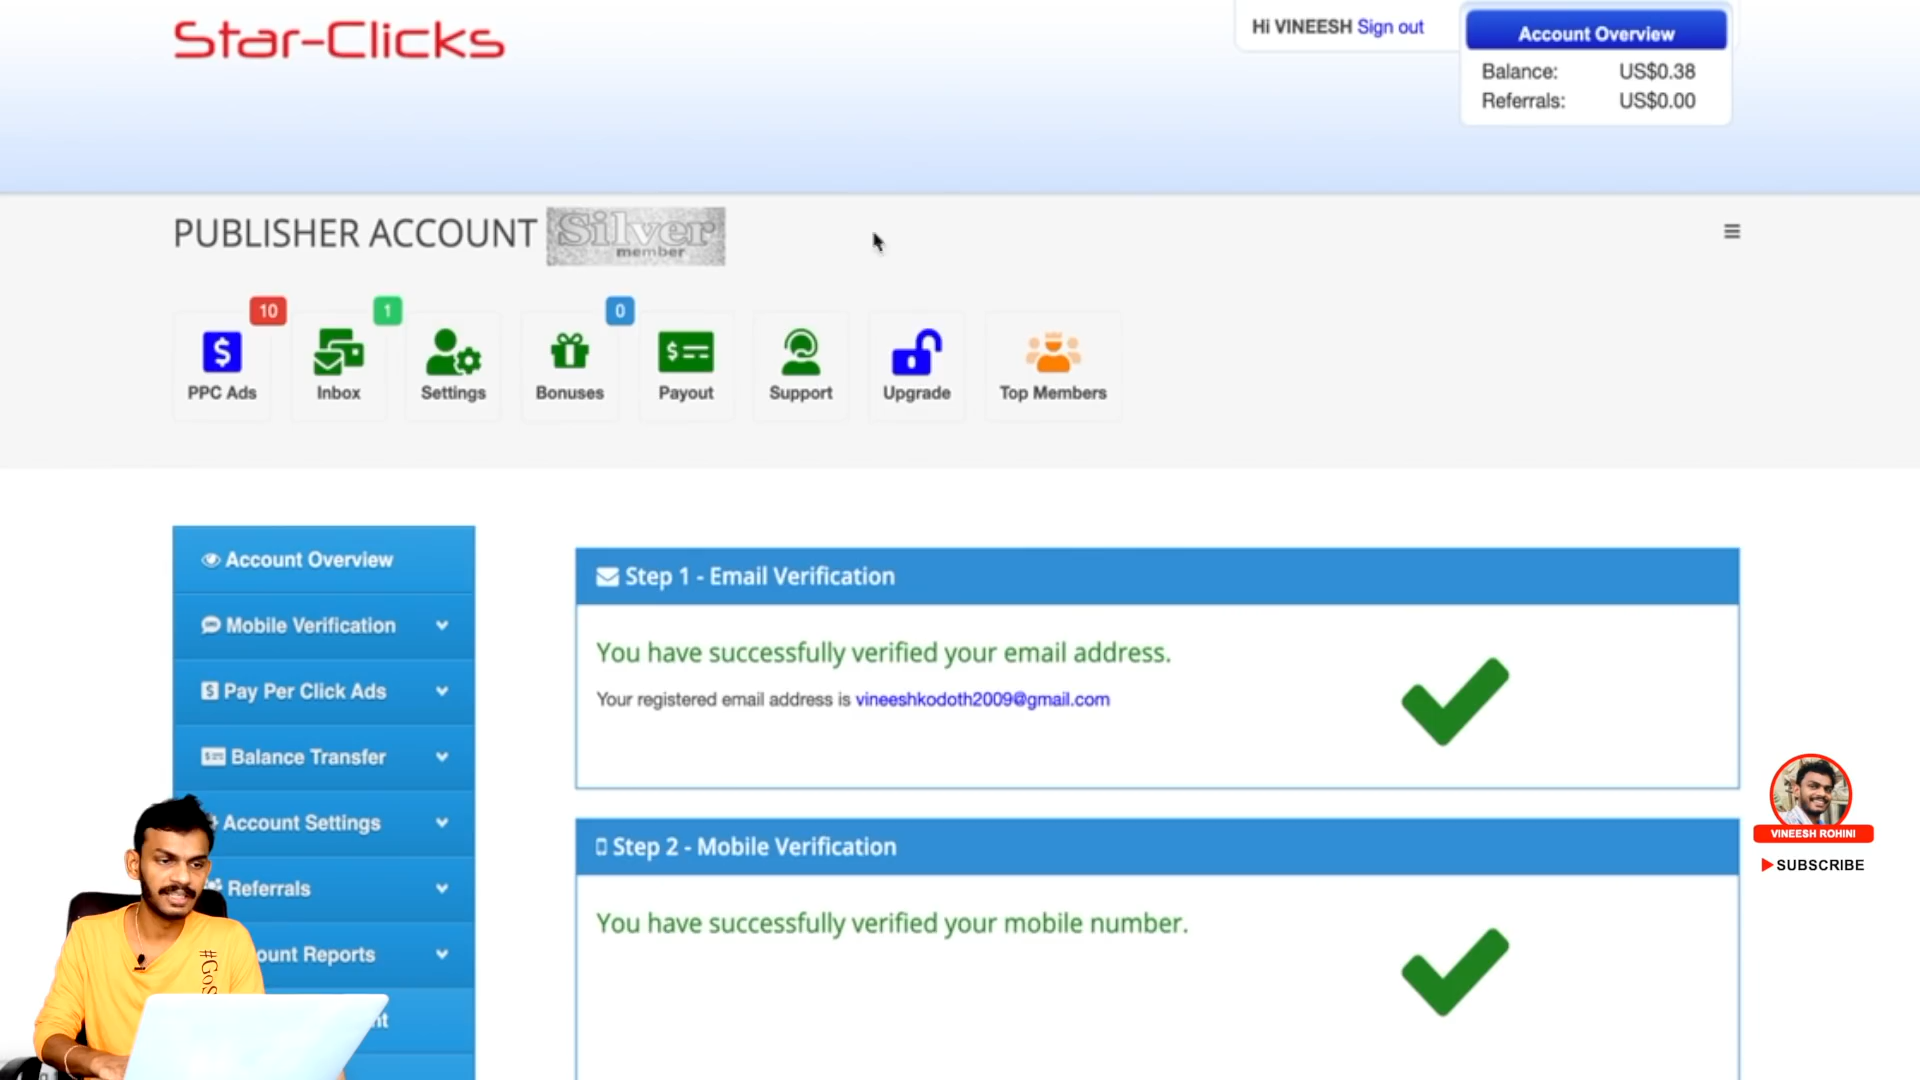 Star-Clicks
Hi VINEESH Sign out
Account Overview
Balance: US$0.38
Referrals: US$0.00
PUBLISHER ACCOUNT Silver member
10
1
0
PPC Ads
Inbox
Settings
Bonuses
Payout
Support
Upgrade
Top Members
Account Overview
Mobile Verification
Pay Per Click Ads
Balance Transfer
Account Settings
Referrals
ount Reports
nt
Step 1 - Email Verification
You have successfully verified your email address.
Your registered email address is vineeshkodoth2009@gmail.com
Step 2 - Mobile Verification
You have successfully verified your mobile number.
VINEESH ROHINI
SUBSCRIBE
#GoS